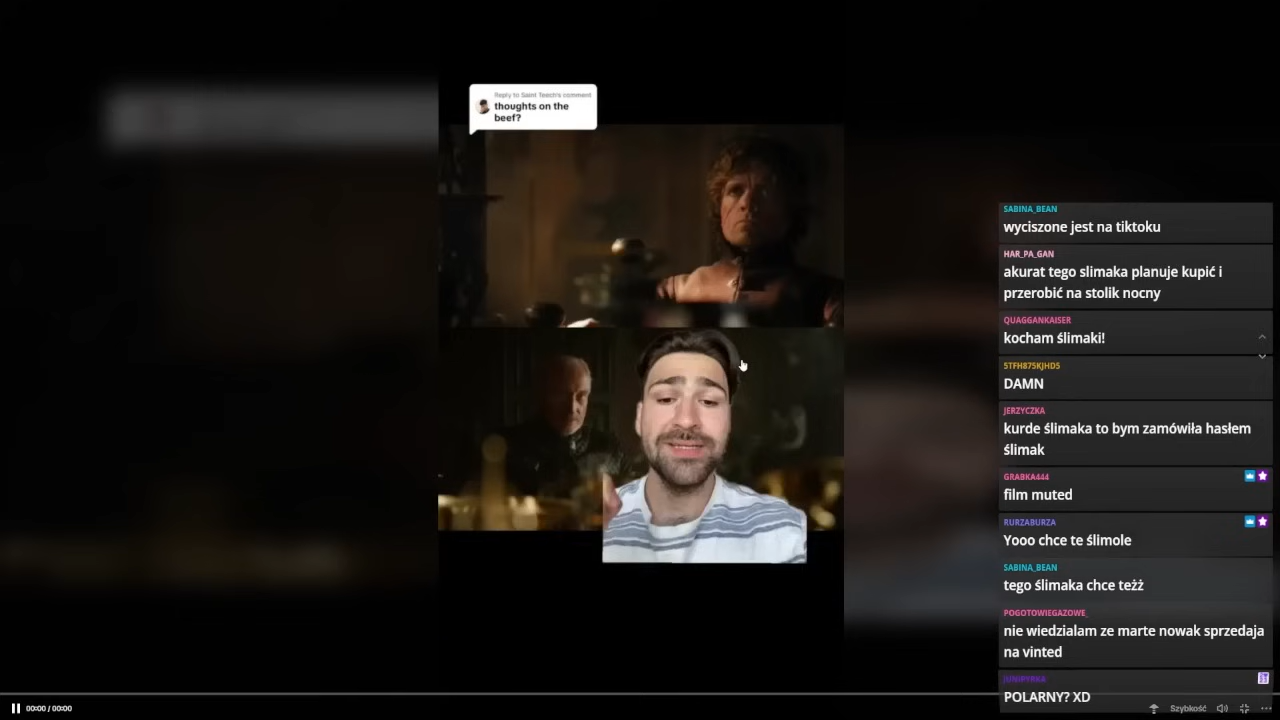 Reply to Saint Teech's comment
thoughts on the
beef?
SABINA_BEAN
wyciszone jest na tiktoku
HAR_PA_GAN
akurat tego slimaka planuje kupić i
przerobić na stolik nocny
QUAGGANKAISER
kocham ślimaki!
5TFH875KJHD5
DAMN
JERZYCZKA
kurde ślimaka to bym zamówiła hasłem
ślimak
GRABKA444
film muted
RURZABURZA
Yooo chce te ślimole
SABINA_BEAN
tego ślimaka chce teżż
POGOTOWIEGAZOWE_
nie wiedzialam ze marte nowak sprzedaja
na vinted
JUNIPYRKA
POLARNY? XD
00:00 / 00:00
Szybkość